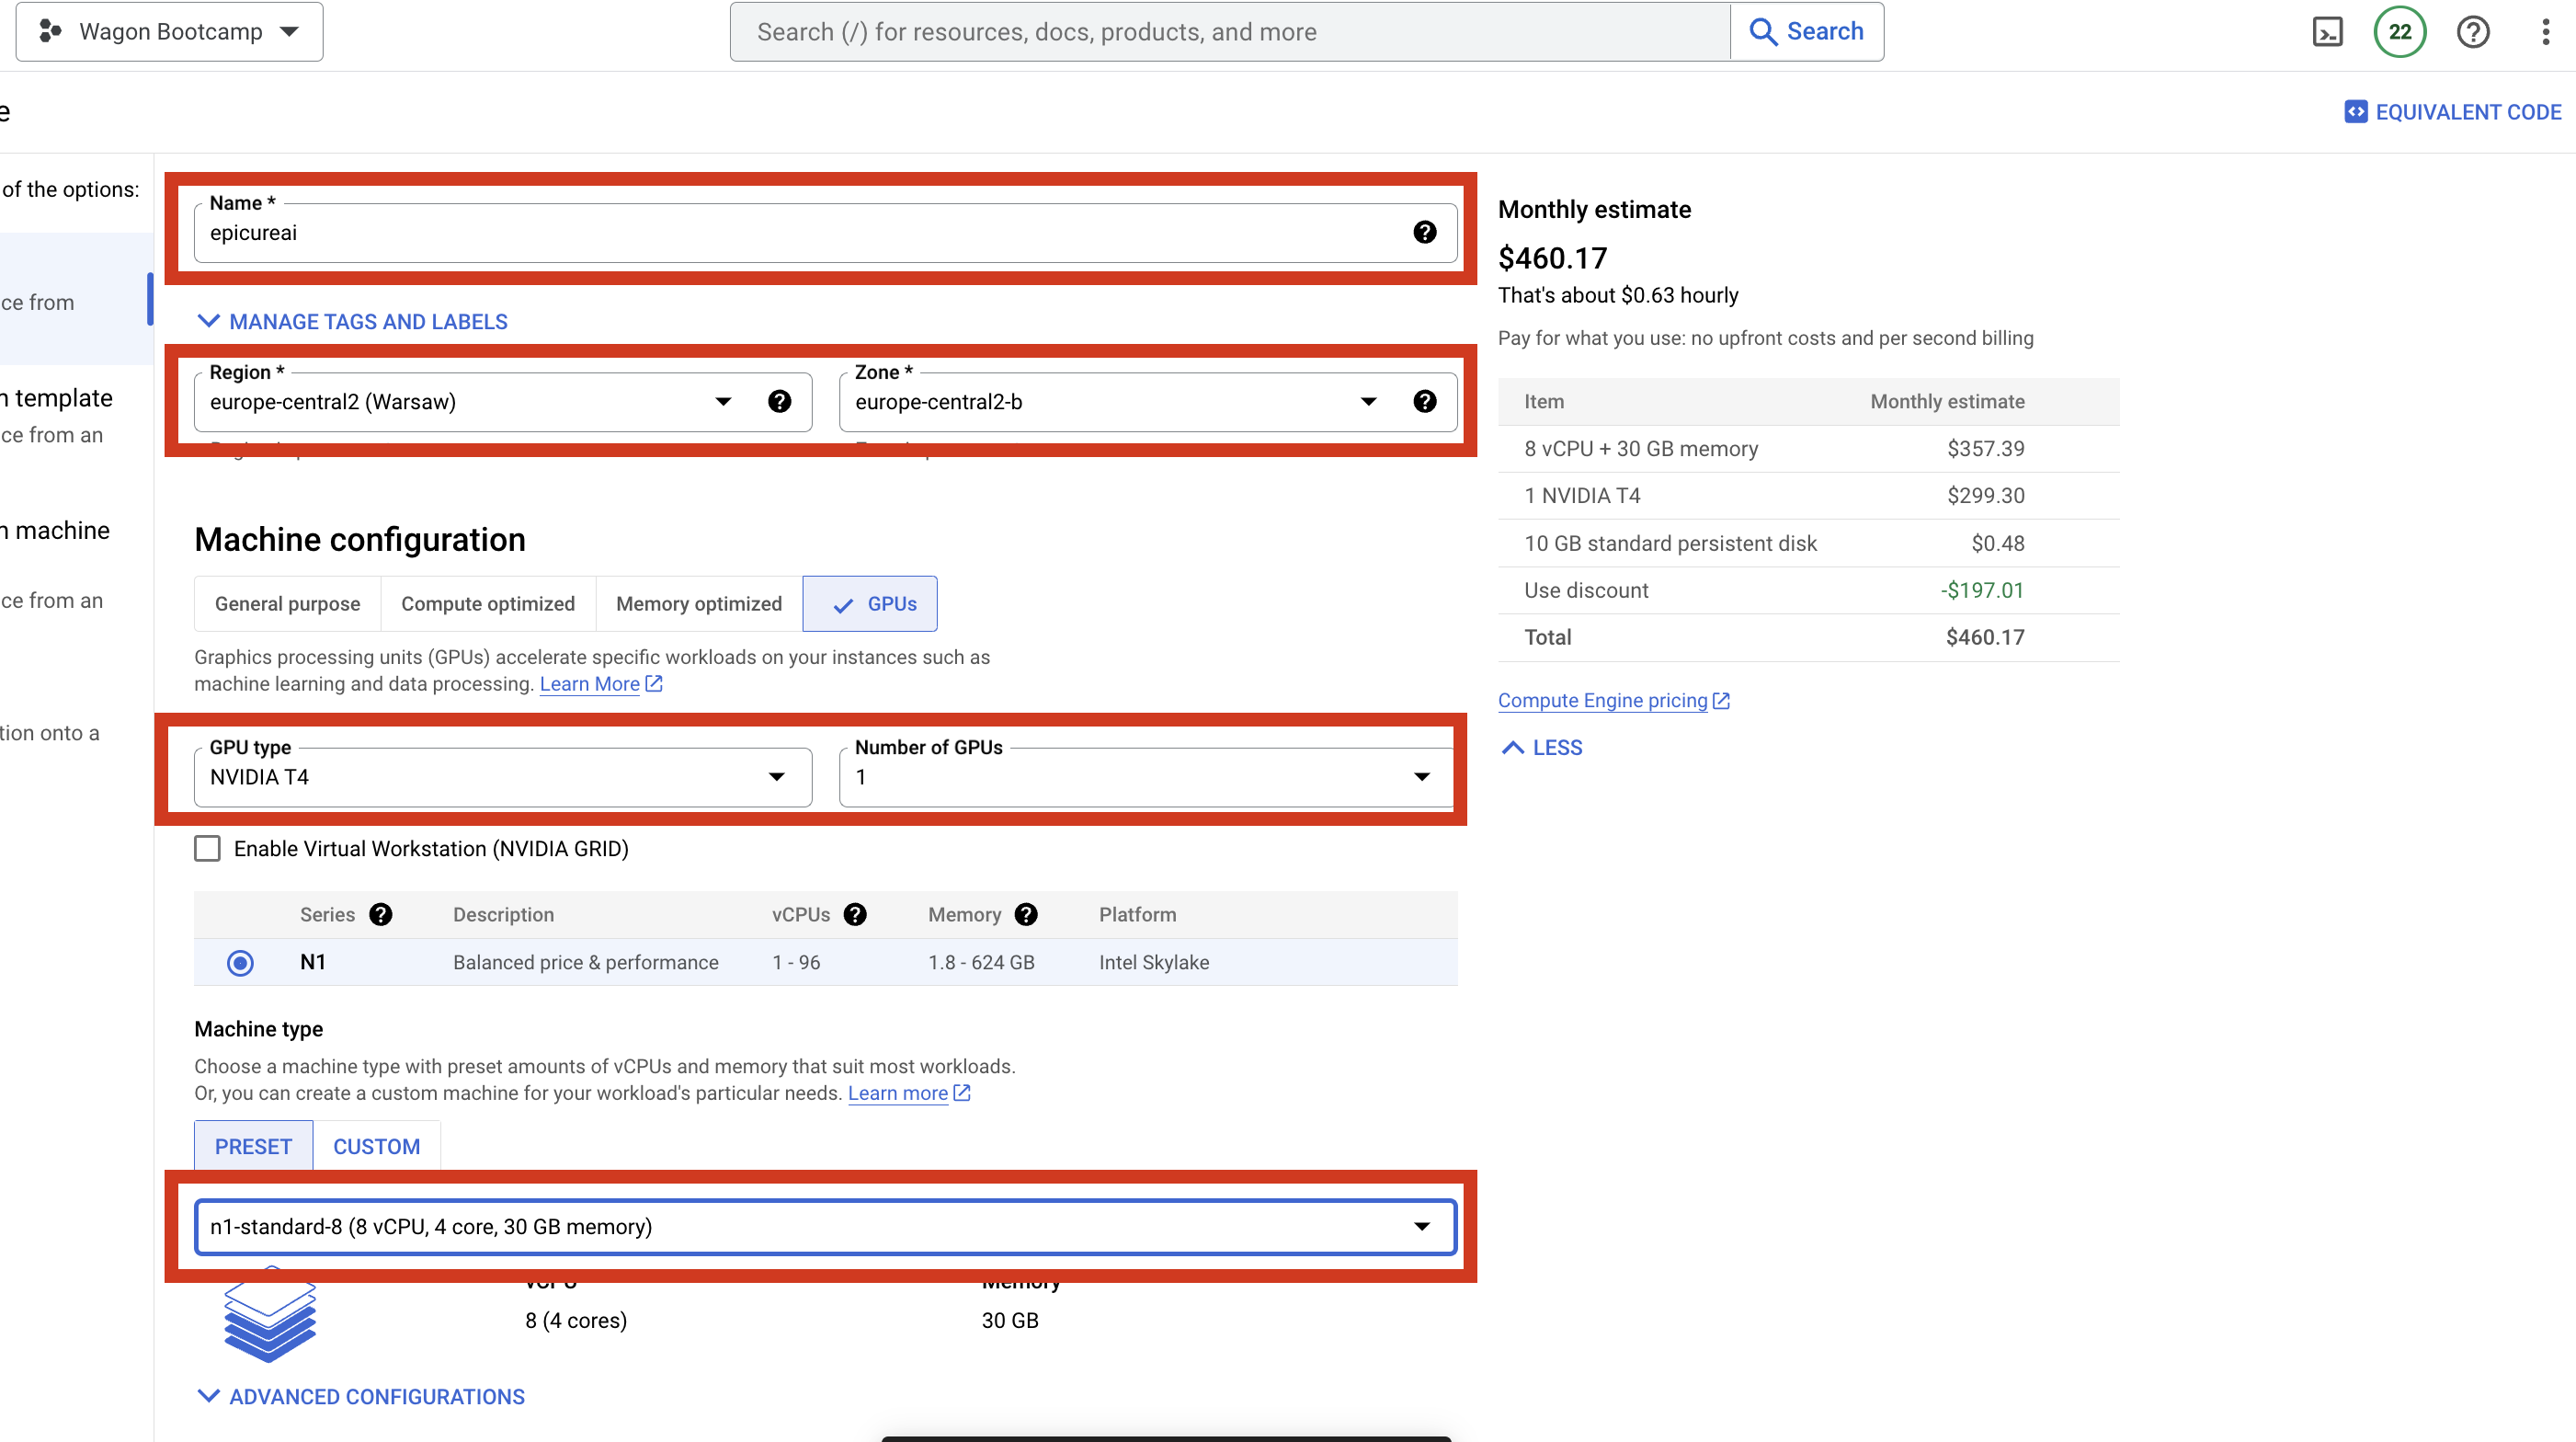 Wagon Bootcamp
Search (/) for resources, docs, products, and more
Search
22
e
EQUIVALENT CODE
of the options:
ce from
n template
ce from an
n machine
ce from an
tion onto a
Name *
epicureai
MANAGE TAGS AND LABELS
Region *
europe-central2 (Warsaw)
Zone *
europe-central2-b
Machine configuration
General purpose
Compute optimized
Memory optimized
GPUs
Graphics processing units (GPUs) accelerate specific workloads on your instances such as
machine learning and data processing. Learn More
GPU type
NVIDIA T4
Number of GPUs
1
Enable Virtual Workstation (NVIDIA GRID)
Series Description vCPUs Memory Platform
N1 Balanced price & performance 1 - 96 1.8 - 624 GB Intel Skylake
Machine type
Choose a machine type with preset amounts of vCPUs and memory that suit most workloads.
Or, you can create a custom machine for your workload's particular needs. Learn more
PRESET
CUSTOM
n1-standard-8 (8 vCPU, 4 core, 30 GB memory)
vCPU Memory
8 (4 cores) 30 GB
ADVANCED CONFIGURATIONS
Monthly estimate
$460.17
That's about $0.63 hourly
Pay for what you use: no upfront costs and per second billing
Item Monthly estimate
8 vCPU + 30 GB memory $357.39
1 NVIDIA T4 $299.30
10 GB standard persistent disk $0.48
Use discount -$197.01
Total $460.17
Compute Engine pricing
LESS